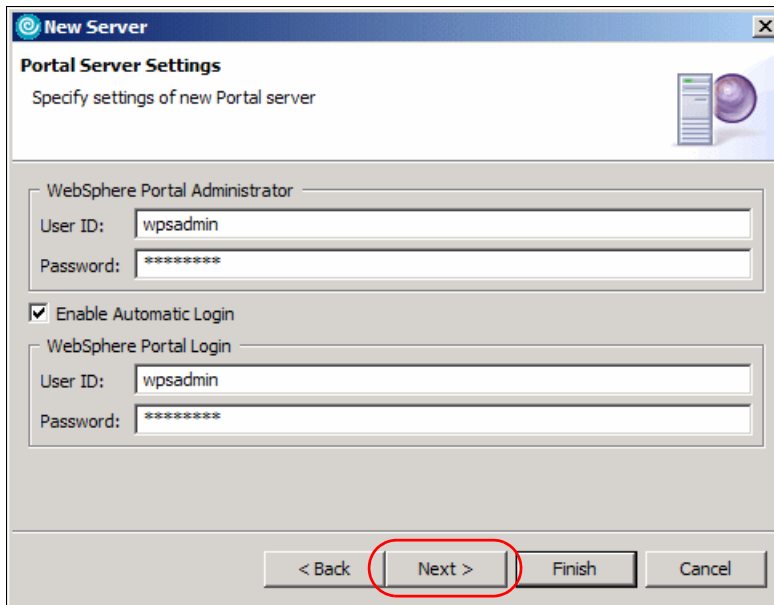 New Server
Portal Server Settings
Specify settings of new Portal server
WebSphere Portal Administrator
User ID: wpsadmin
Password: ********
Enable Automatic Login
WebSphere Portal Login
User ID: wpsadmin
Password: ********
< Back Next > Finish Cancel